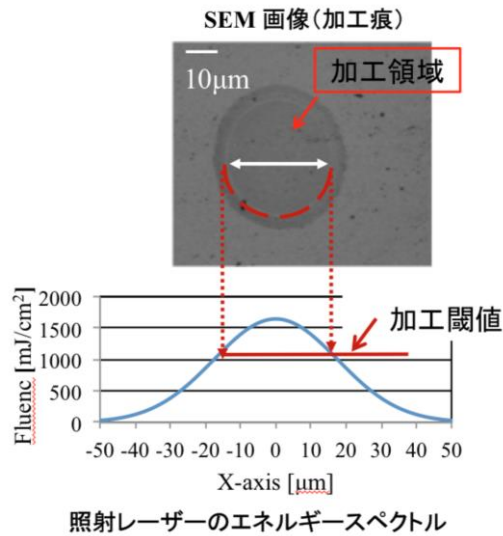 SEM 画像(加工痕)
10μm
加工領域
2000
1500
1000
500
0
Fluenc [mJ/cm2]
加工閾値
-50 -40 -30 -20 -10 0 10 20 30 40 50
X-axis [μm]
照射レーザーのエネルギースペクトル